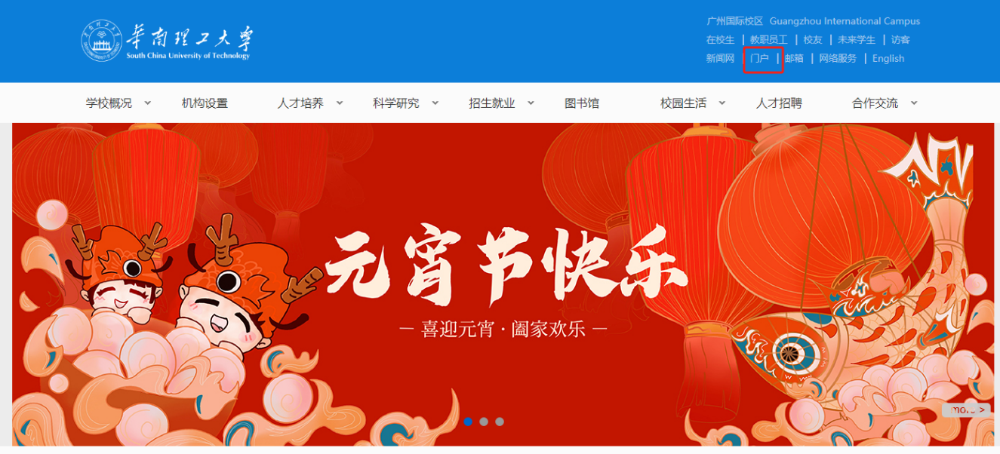 华南理工大学
South China University of Technology
广州国际校区 Guangzhou International Campus
在校生 | 教职员工 | 校友 | 未来学生 | 访客
新闻网 | 门户 | 邮箱 | 网络服务 | English
学校概况 机构设置 人才培养 科学研究 招生就业 图书馆 校园生活 人才招聘 合作交流
元宵节快乐
— 喜迎元宵·阖家欢乐 —
more >